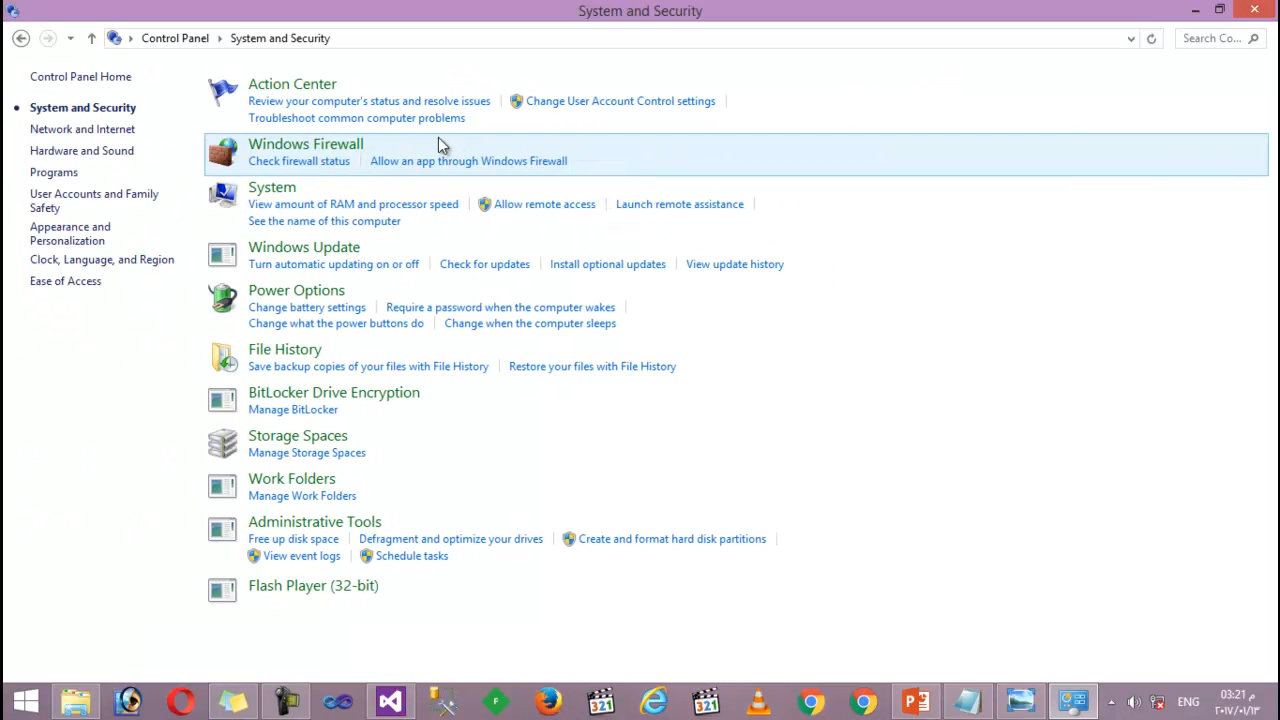 System and Security
Control Panel System and Security
Search Co...
Control Panel Home
System and Security
Network and Internet
Hardware and Sound
Programs
User Accounts and Family
Safety
Appearance and
Personalization
Clock, Language, and Region
Ease of Access
Action Center
Review your computer's status and resolve issues Change User Account Control settings
Troubleshoot common computer problems
Windows Firewall
Check firewall status Allow an app through Windows Firewall
System
View amount of RAM and processor speed Allow remote access Launch remote assistance
See the name of this computer
Windows Update
Turn automatic updating on or off Check for updates Install optional updates View update history
Power Options
Change battery settings Require a password when the computer wakes
Change what the power buttons do Change when the computer sleeps
File History
Save backup copies of your files with File History Restore your files with File History
BitLocker Drive Encryption
Manage BitLocker
Storage Spaces
Manage Storage Spaces
Work Folders
Manage Work Folders
Administrative Tools
Free up disk space Defragment and optimize your drives Create and format hard disk partitions
View event logs Schedule tasks
Flash Player (32-bit)
321
321
ENG
03:21 م
٢٠١٧/٠١/٢٣